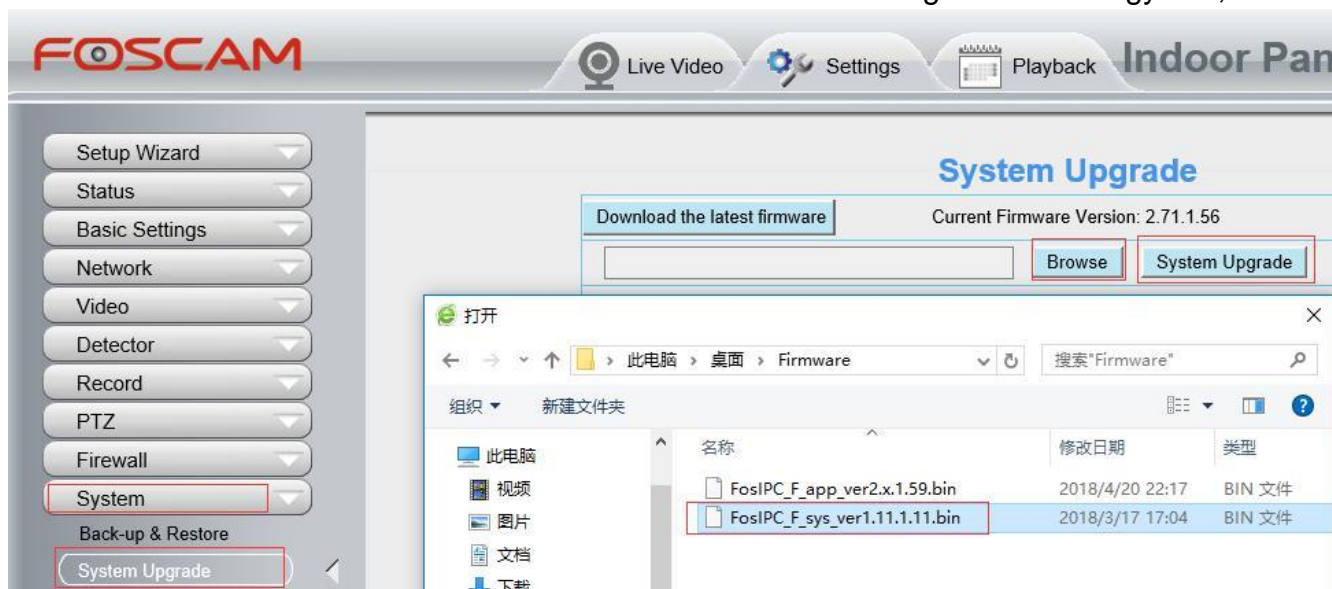 FOSCAM
Live Video
Settings
Playback
Indoor Pan
Setup Wizard
Status
Basic Settings
Network
Video
Detector
Record
PTZ
Firewall
System
Back-up & Restore
System Upgrade
System Upgrade
Download the latest firmware
Current Firmware Version: 2.71.1.56
Browse
System Upgrade
打开
此电脑 › 桌面 › Firmware
搜索"Firmware"
组织
新建文件夹
此电脑
视频
图片
文档
下载
名称
修改日期
类型
FosIPC_F_app_ver2.x.1.59.bin 2018/4/20 22:17 BIN 文件
FosIPC_F_sys_ver1.11.1.11.bin 2018/3/17 17:04 BIN 文件